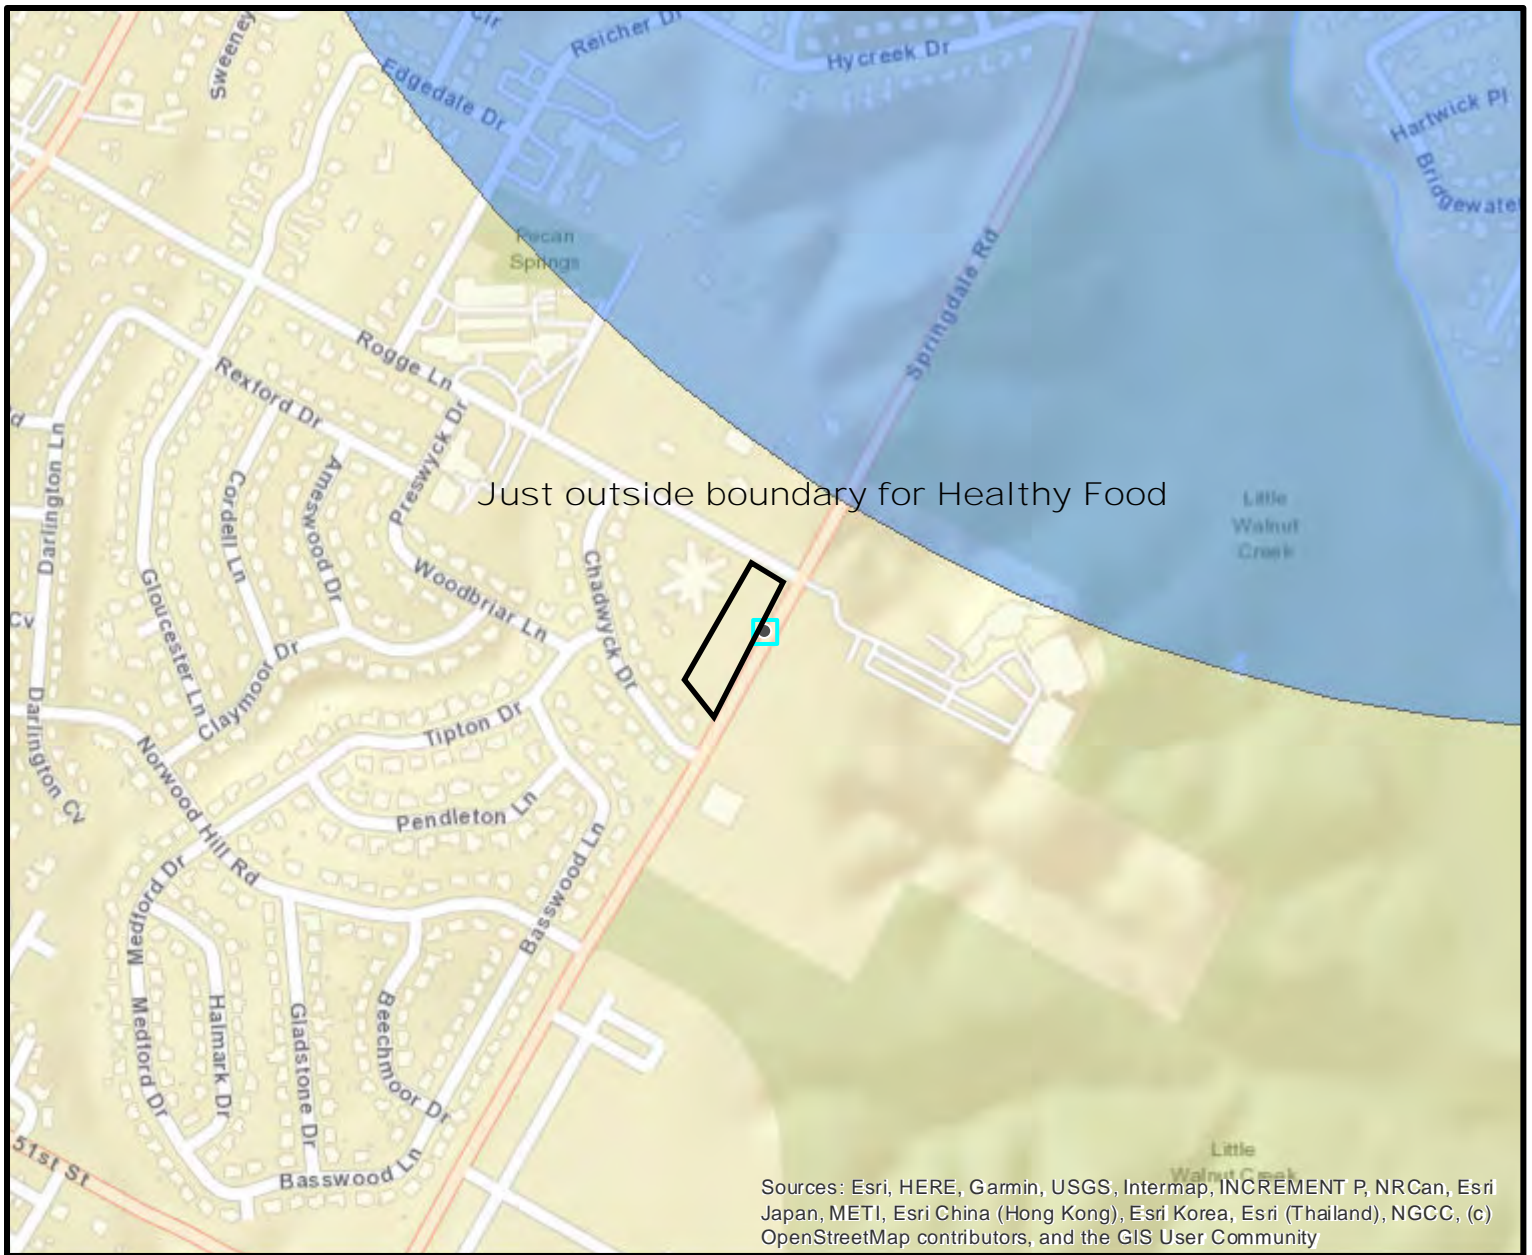 Sweeney
Cir
Reicher Dr
Hycreek Dr
Edgedale Dr
Hartwick Pl
Bridgewater
Pecan
Springs
Springdale Rd
Rogge Ln
Rexford Dr
Preswyck Dr
Darlington Ln
Cordell Ln
Ameswood Dr
Just outside boundary for Healthy Food
Little
Walnut
Creek
Gloucester Ln
Woodbriar Ln
Chadwyck Dr
Cv
Claymoor Dr
Darlington Cv
Tipton Dr
Norwood Hill Rd
Pendleton Ln
Basswood Ln
Medford Dr
Medford Dr
Halmark Dr
Gladstone Dr
Beechmoor Dr
51st St
Basswood Ln
Little
Walnut Creek
Sources: Esri, HERE, Garmin, USGS, Intermap, INCREMENT P, NRCan, Esri
Japan, METI, Esri China (Hong Kong), Esri Korea, Esri (Thailand), NGCC, (c)
OpenStreetMap contributors, and the GIS User Community